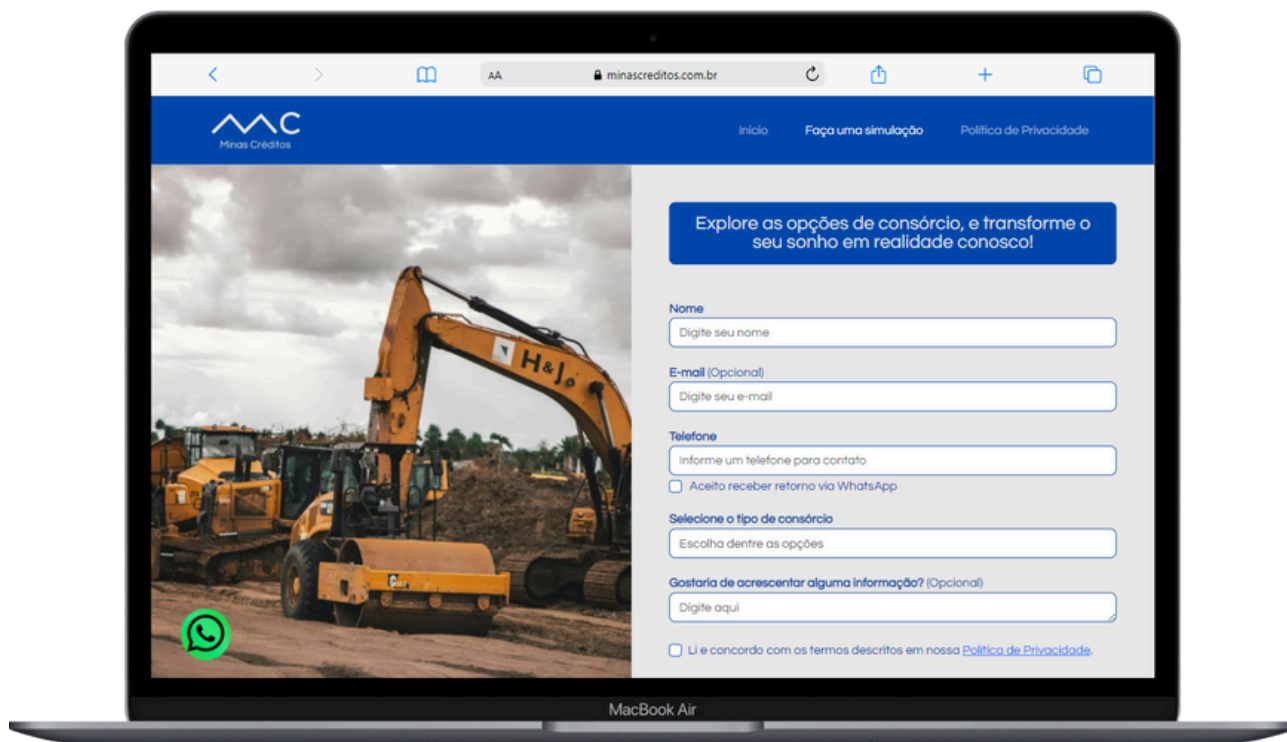 AA
minascreditos.com.br
MC
Minas Créditos
Início
Faça uma simulação
Política de Privacidade
Explore as opções de consórcio, e transforme o
seu sonho em realidade conosco!
Nome
Digite seu nome
E-mail (Opcional)
Digite seu e-mail
Telefone
Informe um telefone para contato
Aceito receber retorno via WhatsApp
Selecione o tipo de consórcio
Escolha dentre as opções
Gostaria de acrescentar alguma informação? (Opcional)
Digite aqui
Li e concordo com os termos descritos em nossa Política de Privacidade.
H&J
MacBook Air